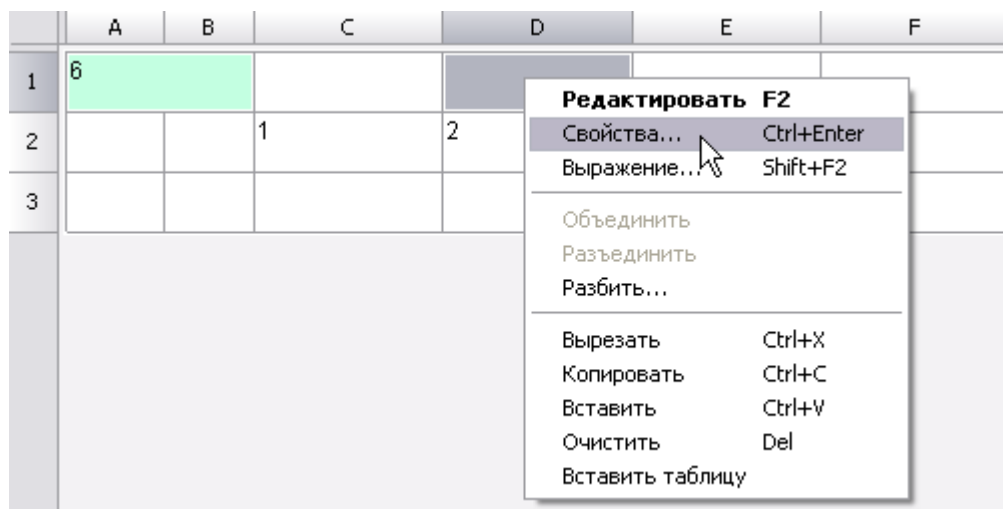 A B C D E F
1 6
2 1 2
3
Редактировать F2
Свойства... Ctrl+Enter
Выражение... Shift+F2
Объединить
Разъединить
Разбить...
Вырезать Ctrl+X
Копировать Ctrl+C
Вставить Ctrl+V
Очистить Del
Вставить таблицу